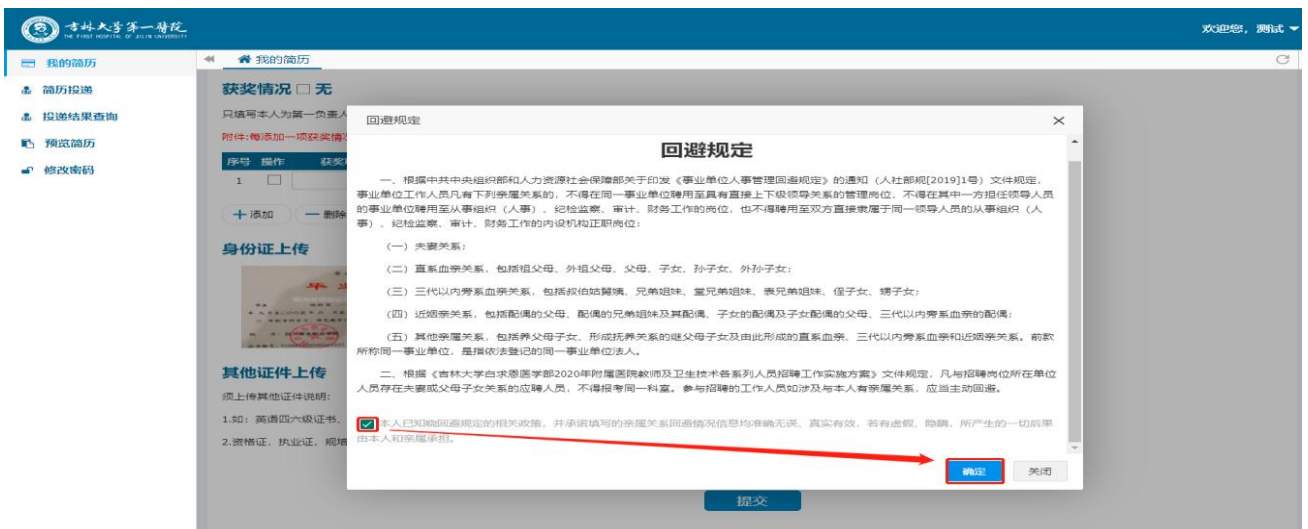 吉林大学第一醫院
THE FIRST HOSPITAL OF JILIN UNIVERSITY
欢迎您，测试
我的简历
我的简历
简历投递
投递结果查询
预览简历
修改密码
获奖情况 无
只填写本人为第一负责人
附件:每添加一项获奖情况
序号 操作 获奖
1
添加 删除
身份证上传
其他证件上传
须上传其他证件说明:
1.如：英语四六级证书、
2.资格证，执业证，规培
回避规定
回避规定
一、根据中共中央组织部和人力资源社会保障部关于印发《事业单位人事管理回避规定》的通知（人社部规[2019]1号）文件规定，
事业单位工作人员凡有下列亲属关系的，不得在同一事业单位聘用至具有直接上下级领导关系的管理岗位，不得在其中一方担任领导人员
的事业单位聘用至从事组织（人事）、纪检监察、审计、财务工作的岗位，也不得聘用至双方直接隶属于同一领导人员的从事组织（人
事）、纪检监察、审计、财务工作的内设机构正职岗位：
（一）夫妻关系；
（二）直系血亲关系，包括祖父母、外祖父母、父母、子女、孙子女、外孙子女；
（三）三代以内旁系血亲关系，包括叔伯姑舅姨、兄弟姐妹、堂兄弟姐妹、表兄弟姐妹、侄子女、甥子女；
（四）近姻亲关系，包括配偶的父母、配偶的兄弟姐妹及其配偶、子女的配偶及子女配偶的父母、三代以内旁系血亲的配偶；
（五）其他亲属关系，包括养父母子女、形成抚养关系的继父母子女及由此形成的直系血亲、三代以内旁系血亲和近姻亲关系。前款
所称同一事业单位，是指依法登记的同一事业单位法人。
二、根据《吉林大学白求恩医学部2020年附属医院教师及卫生技术各系列人员招聘工作实施方案》文件规定，凡与招聘岗位所在单位
人员存在夫妻或父母子女关系的应聘人员，不得报考同一科室。参与招聘的工作人员如涉及与本人有亲属关系，应当主动回避。
本人已知晓回避规定的相关政策，并承诺填写的亲属关系回避情况信息均准确无误，真实有效，若有虚假、隐瞒，所产生的一切后果
由本人和亲属承担。
确定 关闭
提交